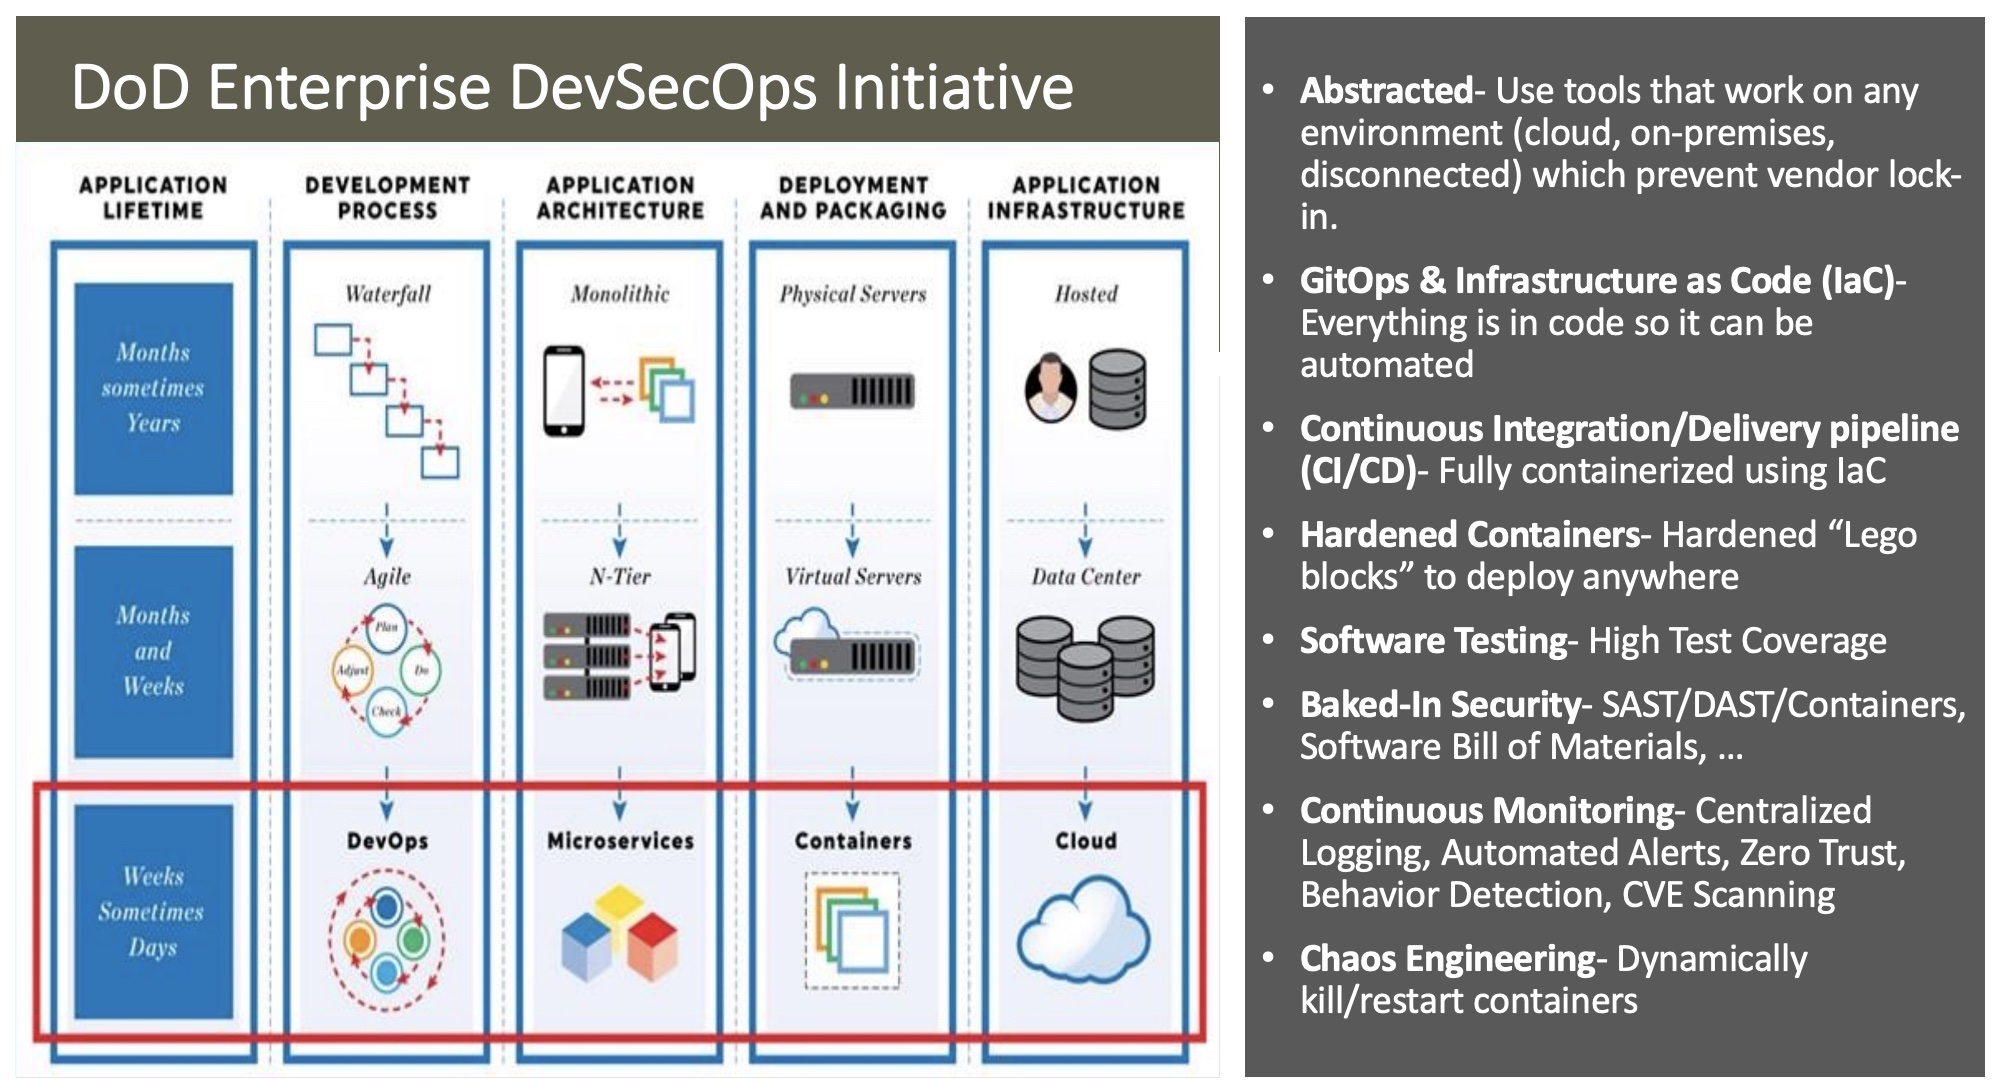 DoD Enterprise DevSecOps Initiative
APPLICATION
LIFETIME
DEVELOPMENT
PROCESS
APPLICATION
ARCHITECTURE
DEPLOYMENT
AND PACKAGING
APPLICATION
INFRASTRUCTURE
Months
sometimes
Years
Waterfall
Monolithic
Physical Servers
Hosted
Months
and
Weeks
Agile
Plan
Do
Check
Adjust
N-Tier
Virtual Servers
Data Center
Weeks
Sometimes
Days
DevOps
Microservices
Containers
Cloud
• Abstracted- Use tools that work on any
environment (cloud, on-premises,
disconnected) which prevent vendor lock-
in.
• GitOps & Infrastructure as Code (IaC)-
Everything is in code so it can be
automated
• Continuous Integration/Delivery pipeline
(CI/CD)- Fully containerized using IaC
• Hardened Containers- Hardened “Lego
blocks” to deploy anywhere
• Software Testing- High Test Coverage
• Baked-In Security- SAST/DAST/Containers,
Software Bill of Materials, ...
• Continuous Monitoring- Centralized
Logging, Automated Alerts, Zero Trust,
Behavior Detection, CVE Scanning
• Chaos Engineering- Dynamically
kill/restart containers